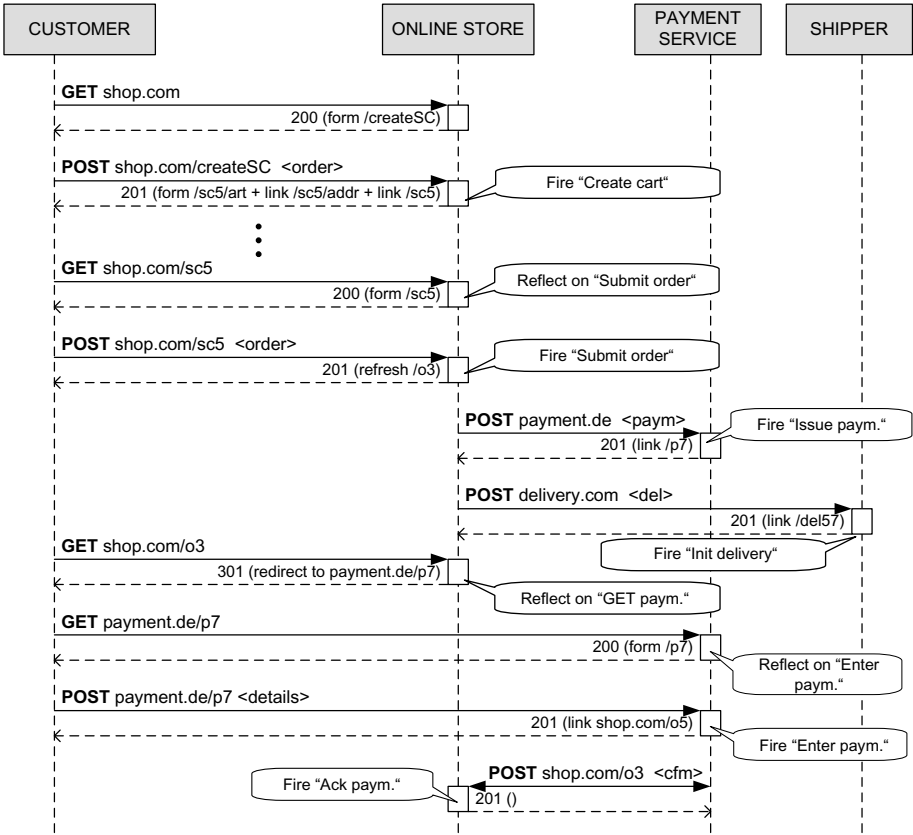 CUSTOMER
ONLINE STORE
PAYMENT
SERVICE
SHIPPER
GET shop.com
200 (form /createSC)
POST shop.com/createSC <order>
201 (form /sc5/art + link /sc5/addr + link /sc5)
Fire “Create cart“
GET shop.com/sc5
200 (form /sc5)
Reflect on “Submit order“
POST shop.com/sc5 <order>
201 (refresh /o3)
Fire “Submit order“
POST payment.de <paym>
201 (link /p7)
Fire “Issue paym.“
POST delivery.com <del>
201 (link /del57)
Fire “Init delivery“
GET shop.com/o3
301 (redirect to payment.de/p7)
Reflect on “GET paym.“
GET payment.de/p7
200 (form /p7)
Reflect on “Enter
paym.“
POST payment.de/p7 <details>
201 (link shop.com/o5)
Fire “Enter paym.“
POST shop.com/o3 <cfm>
Fire “Ack paym.“
201 ()